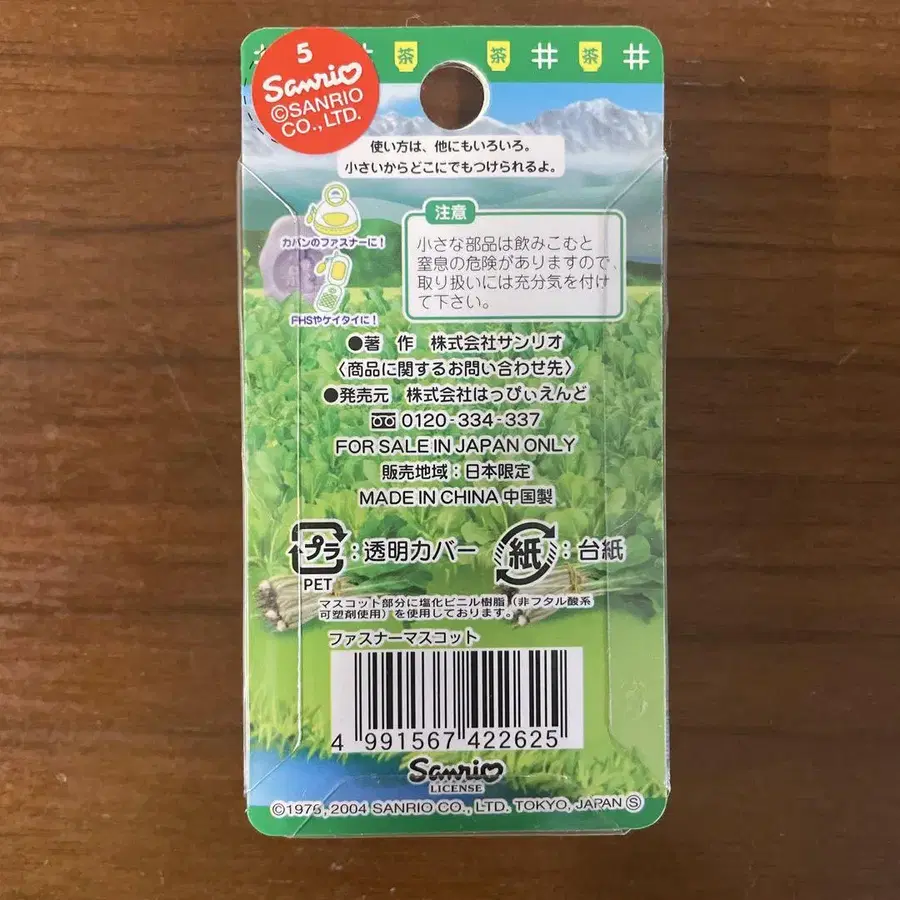 茶 茶 茶
5
Sanrio
©SANRIO
CO., LTD.
使い方は、他にもいろいろ。
小さいからどこにでもつけられるよ。
カバンのファスナーに!
FHSやケイタイに!
注意
小さな部品は飲みこむと
窒息の危険がありますので、
取り扱いには充分気を付け
て下さい。
●著 作 株式会社サンリオ
〈商品に関するお問い合わせ先〉
●発売元 株式会社はっぴぃえんど
0120-334-337
FOR SALE IN JAPAN ONLY
販売地域:日本限定
MADE IN CHINA 中国製
プラ:透明カバー 紙:台紙
PET
マスコット部分に塩化ビニル樹脂(非フタル酸系
可塑剤使用)を使用しております。
ファスナーマスコット
4 991567 422625
Sanrio
LICENSE
©1976, 2004 SANRIO CO., LTD. TOKYO, JAPAN Ⓢ